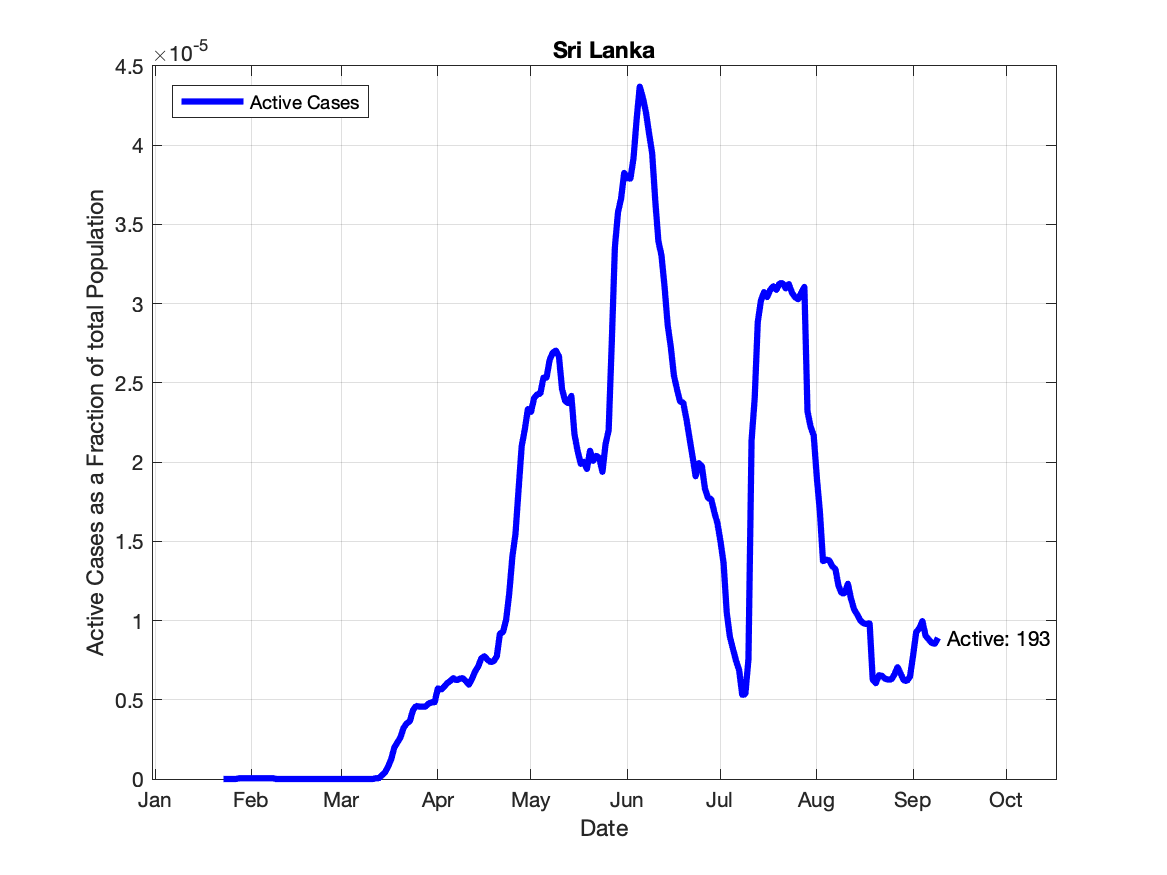 Sri Lanka
×10-5
4.5
4
3.5
3
2.5
2
1.5
1
0.5
0
Active Cases as a Fraction of total Population
Active Cases
Active: 193
Jan Feb Mar Apr May Jun Jul Aug Sep Oct
Date